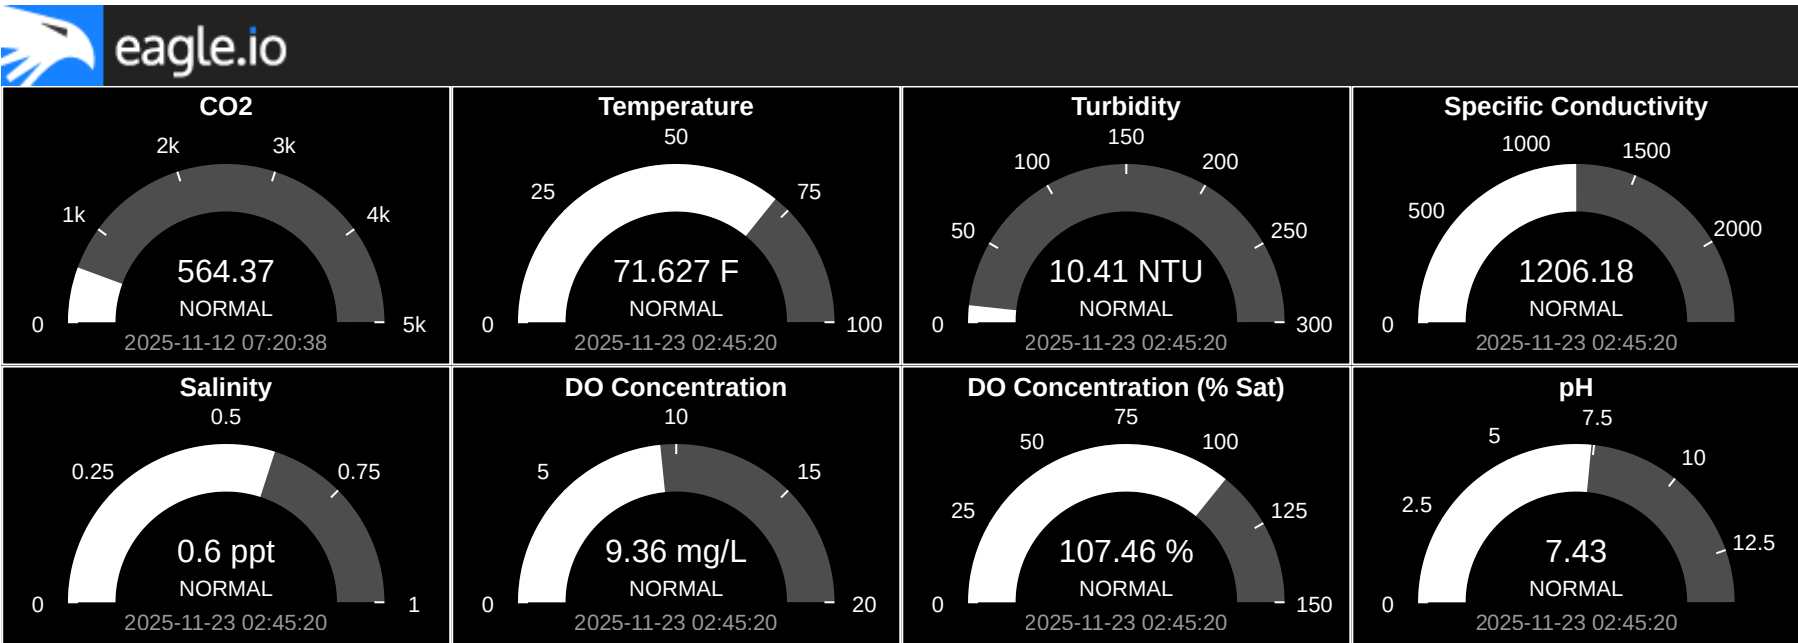 eagle.io
CO2
2k 3k
1k 4k
564.37
NORMAL
0 5k
2025-11-12 07:20:38
Temperature
50
25 75
71.627 F
NORMAL
0 100
2025-11-23 02:45:20
Turbidity
150
100 200
50 250
10.41 NTU
NORMAL
0 300
2025-11-23 02:45:20
Specific Conductivity
1000 1500
500 2000
1206.18
NORMAL
0
2025-11-23 02:45:20
Salinity
0.5
0.25 0.75
0.6 ppt
NORMAL
0 1
2025-11-23 02:45:20
DO Concentration
10
5 15
9.36 mg/L
NORMAL
0 20
2025-11-23 02:45:20
DO Concentration (% Sat)
75
50 100
25 125
107.46 %
NORMAL
0 150
2025-11-23 02:45:20
pH
7.5
5 10
2.5 12.5
7.43
NORMAL
0
2025-11-23 02:45:20